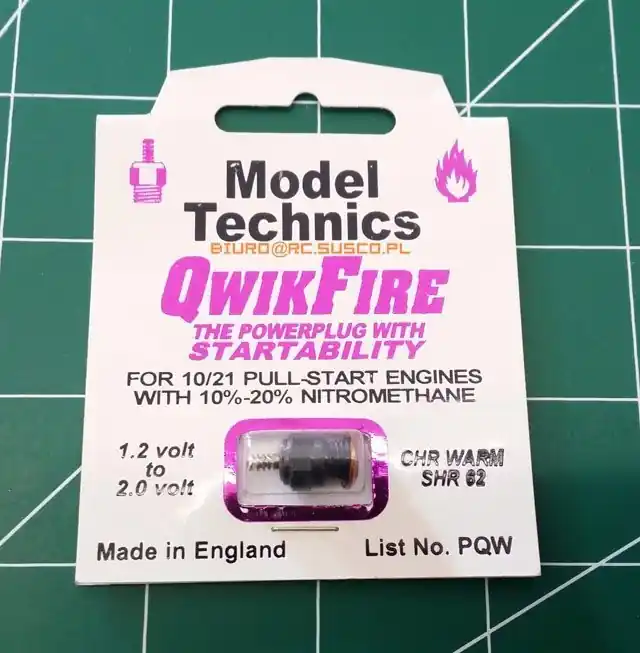 Model
Technics
BIURO@RC.SUSCO.PL
QWIKFIRE
THE POWERPLUG WITH
STARTABILITY
FOR 10/21 PULL-START ENGINES
WITH 10%-20% NITROMETHANE
1.2 volt
to
2.0 volt
CHR WARM
SHR 62
Made in England
List No. PQW